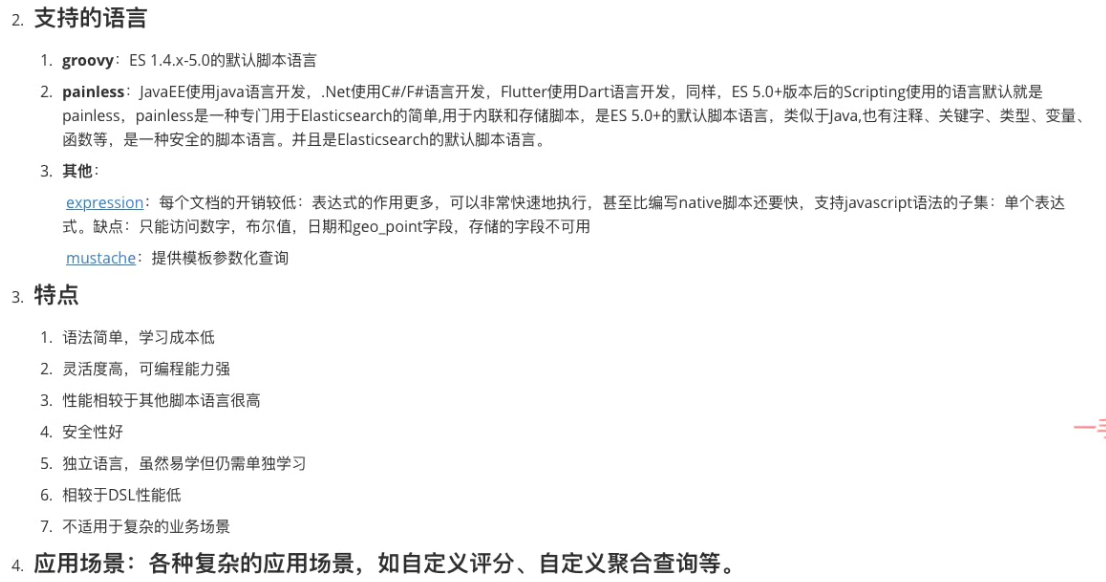 2. 支持的语言
1. groovy：ES 1.4.x-5.0的默认脚本语言
2. painless：JavaEE使用java语言开发，.Net使用C#/F#语言开发，Flutter使用Dart语言开发，同样，ES 5.0+版本后的Scripting使用的语言默认就是
painless，painless是一种专门用于Elasticsearch的简单,用于内联和存储脚本，是ES 5.0+的默认脚本语言，类似于Java,也有注释、关键字、类型、变量、
函数等，是一种安全的脚本语言。并且是Elasticsearch的默认脚本语言。
3. 其他：
expression：每个文档的开销较低：表达式的作用更多，可以非常快速地执行，甚至比编写native脚本还要快，支持javascript语法的子集：单个表达
式。缺点：只能访问数字，布尔值，日期和geo_point字段，存储的字段不可用
mustache：提供模板参数化查询
3. 特点
1. 语法简单，学习成本低
2. 灵活度高，可编程能力强
3. 性能相较于其他脚本语言很高
4. 安全性好
5. 独立语言，虽然易学但仍需单独学习
6. 相较于DSL性能低
7. 不适用于复杂的业务场景
4. 应用场景：各种复杂的应用场景，如自定义评分、自定义聚合查询等。